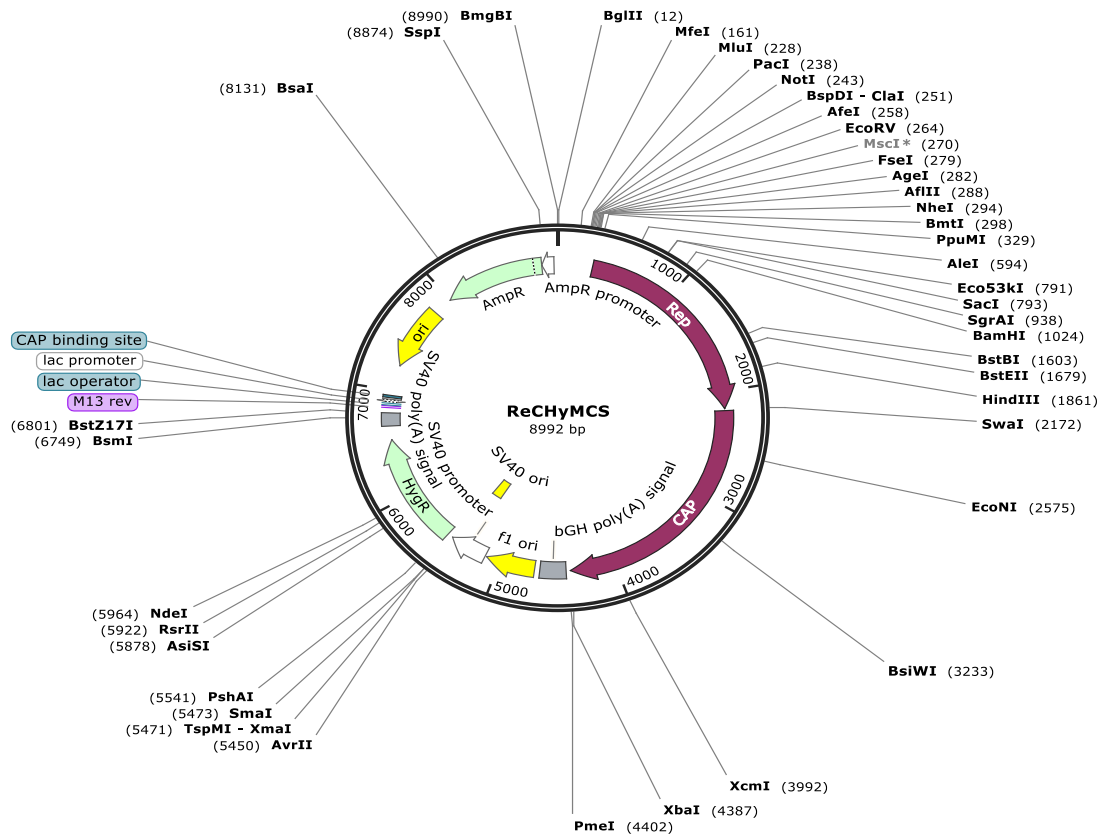 (8990) BmgBI
(8874) SspI
(8131) BsaI
BglII (12)
MfeI (161)
MluI (228)
PacI (238)
NotI (243)
BspDI - ClaI (251)
AfeI (258)
EcoRV (264)
MscI* (270)
FseI (279)
AgeI (282)
AflII (288)
NheI (294)
BmtI (298)
PpuMI (329)
AleI (594)
Eco53kI (791)
SacI (793)
SgrAI (938)
BamHI (1024)
BstBI (1603)
BstEII (1679)
HindIII (1861)
SwaI (2172)
EcoNI (2575)
BsiWI (3233)
XcmI (3992)
XbaI (4387)
PmeI (4402)
(5450) AvrII
(5471) TspMI - XmaI
(5473) SmaI
(5541) PshAI
(5878) AsiSI
(5922) RsrII
(5964) NdeI
(6749) BsmI
(6801) BstZ17I
M13 rev
lac operator
lac promoter
CAP binding site
1000
2000
3000
4000
5000
6000
7000
8000
AmpR promoter
AmpR
Rep
CAP
bGH poly(A) signal
f1 ori
SV40 ori
SV40 promoter
HygR
SV40 poly(A) signal
ori
ReCHyMCS
8992 bp